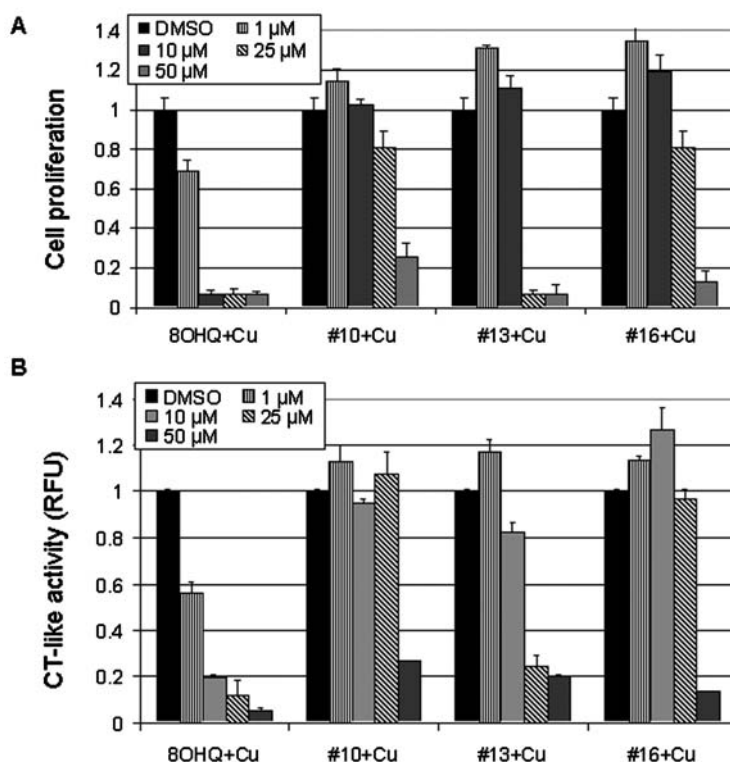 A
DMSO 1 µM
10 µM 25 µM
50 µM
Cell proliferation
1.4
1.2
1
0.8
0.6
0.4
0.2
0
8OHQ+Cu #10+Cu #13+Cu #16+Cu
B
DMSO 1 µM
10 µM 25 µM
50 µM
CT-like activity (RFU)
1.4
1.2
1
0.8
0.6
0.4
0.2
0
8OHQ+Cu #10+Cu #13+Cu #16+Cu